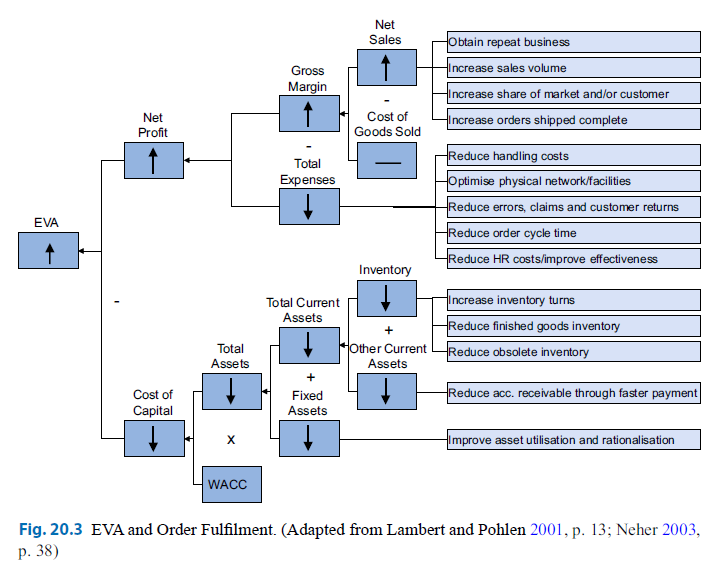 Net
Sales
Obtain repeat business
Increase sales volume
Increase share of market and/or customer
Increase orders shipped complete
Gross
Margin
-
Cost of
Goods Sold
Net
Profit
-
Total
Expenses
Reduce handling costs
Optimise physical network/facilities
Reduce errors, claims and customer returns
Reduce order cycle time
Reduce HR costs/improve effectiveness
EVA
-
Inventory
Increase inventory turns
Reduce finished goods inventory
Reduce obsolete inventory
Total Current
Assets
+
Other Current
Assets
Reduce acc. receivable through faster payment
Total
Assets
+
Fixed
Assets
Improve asset utilisation and rationalisation
Cost of
Capital
x
WACC
Fig. 20.3 EVA and Order Fulfilment. (Adapted from Lambert and Pohlen 2001, p. 13; Neher 2003,
p. 38)